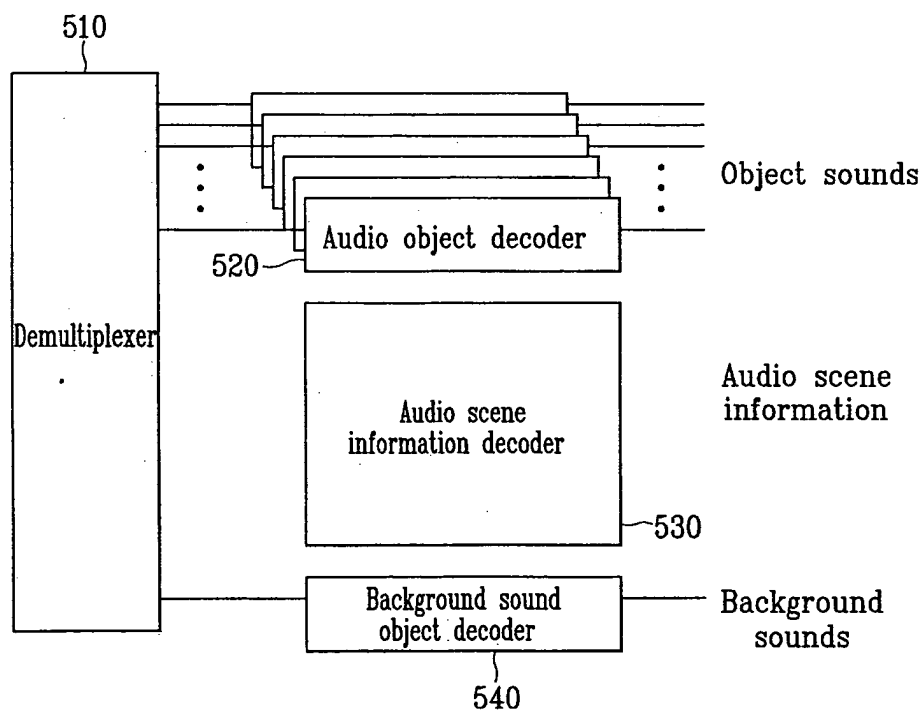 510
Object sounds
Audio object decoder
520
Demultiplexer
Audio scene
information
Audio scene
information decoder
530
Background sound
object decoder
Background
sounds
540